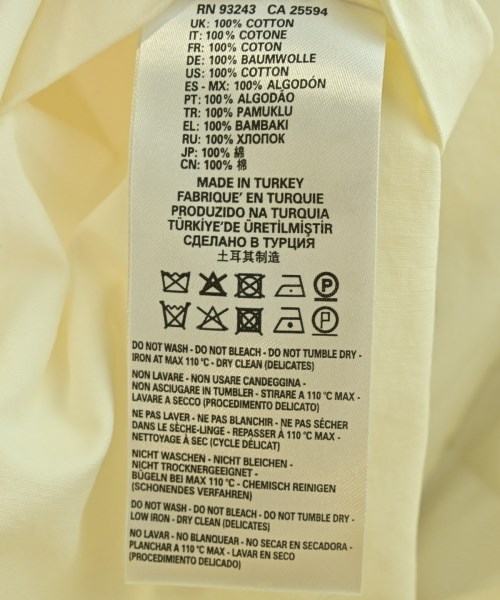 RN 93243 CA 25594
UK: 100% COTTON
IT: 100% COTONE
FR: 100% COTON
DE: 100% BAUMWOLLE
US: 100% COTTON
ES - MX: 100% ALGODÓN
PT: 100% ALGODÃO
TR: 100% PAMUKLU
EL: 100% BAMBAKI
RU: 100% ХЛОПОК
JP: 100% 綿
CN: 100% 棉
MADE IN TURKEY
FABRIQUE' EN TURQUIE
PRODUZIDO NA TURQUIA
TÜRKİYE'DE ÜRETİLMİŞTİR
СДЕЛАНО В ТУРЦИЯ
土耳其制造
P
P
DO NOT WASH - DO NOT BLEACH - DO NOT TUMBLE DRY -
IRON AT MAX 110 °C - DRY CLEAN (DELICATES)
NON LAVARE - NON USARE CANDEGGINA -
NON ASCIUGARE IN TUMBLER - STIRARE A 110 °C MAX -
LAVARE A SECCO (PROCEDIMENTO DELICATO)
NE PAS LAVER - NE PAS BLANCHIR - NE PAS SÉCHER
DANS LE SÈCHE-LINGE - REPASSER À 110 °C MAX -
NETTOYAGE À SEC (CYCLE DÉLICAT)
NICHT WASCHEN - NICHT BLEICHEN -
NICHT TROCKNERGEEIGNET -
BÜGELN BEI MAX 110 °C - CHEMISCH REINIGEN
(SCHONENDES VERFAHREN)
DO NOT WASH - DO NOT BLEACH - DO NOT TUMBLE DRY -
LOW IRON - DRY CLEAN (DELICATES)
NO LAVAR - NO BLANQUEAR - NO SECAR EN SECADORA -
PLANCHAR A 110 °C MAX - LAVAR EN SECO
(PROCEDIMIENTO DELICADO)